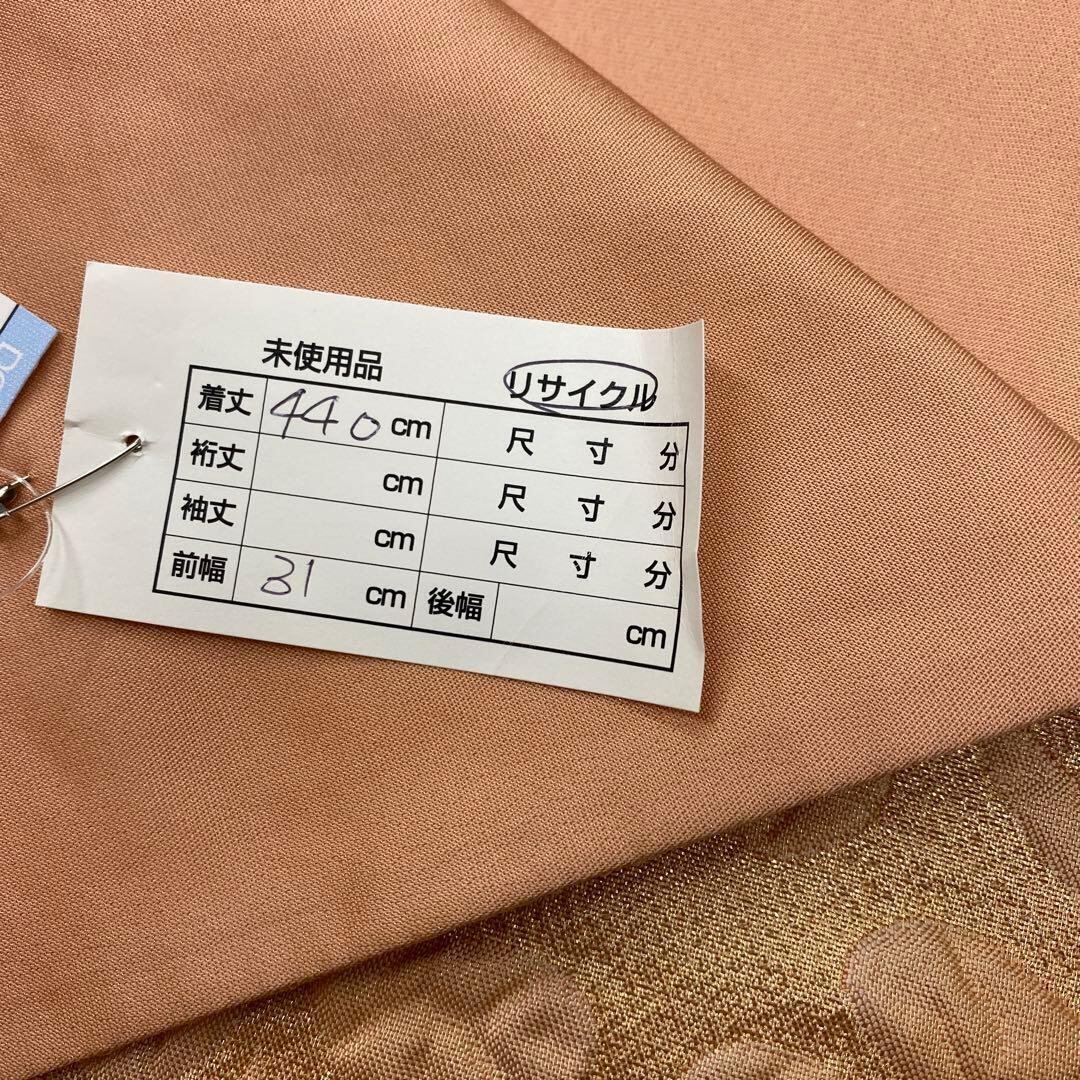 未使用品 リサイクル
着丈 440 cm 尺 寸 分
裄丈 cm 尺 寸 分
袖丈 cm 尺 寸 分
前幅 31 cm 後幅 cm